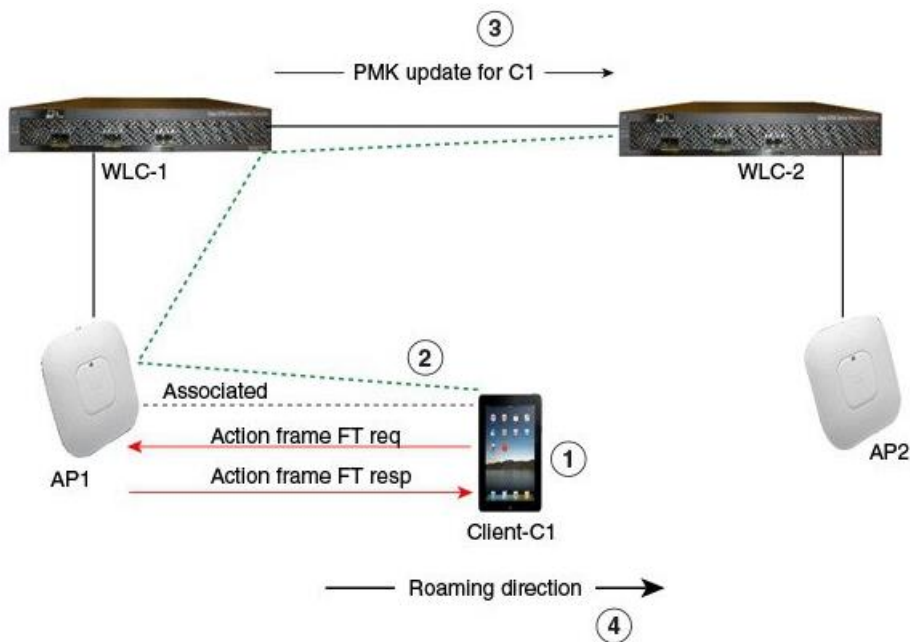 3
PMK update for C1
WLC-1
WLC-2
2
Associated
Action frame FT req
1
Action frame FT resp
AP1
AP2
Client-C1
Roaming direction
4